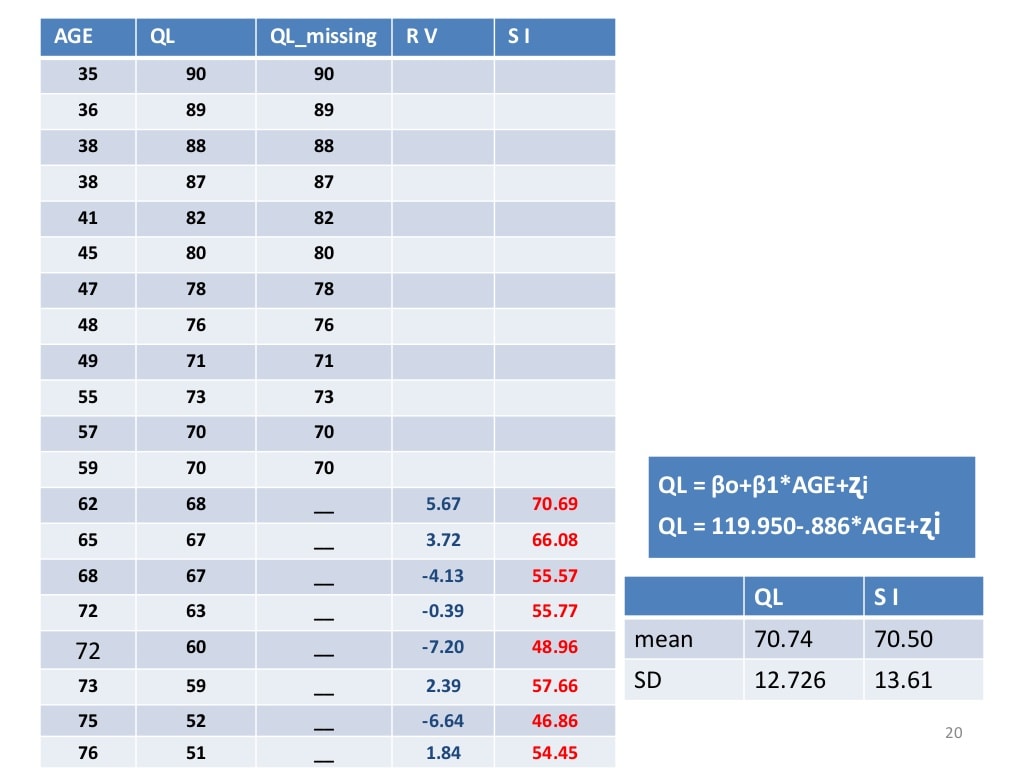 AGE QL QL_missing R V S I
35 90 90
36 89 89
38 88 88
38 87 87
41 82 82
45 80 80
47 78 78
48 76 76
49 71 71
55 73 73
57 70 70
59 70 70
62 68 __ 5.67 70.69
65 67 __ 3.72 66.08
68 67 __ -4.13 55.57
72 63 __ -0.39 55.77
72 60 __ -7.20 48.96
73 59 __ 2.39 57.66
75 52 __ -6.64 46.86
76 51 __ 1.84 54.45
QL = βo+β1*AGE+ʐi
QL = 119.950-.886*AGE+ʐi
QL S I
mean 70.74 70.50
SD 12.726 13.61
20